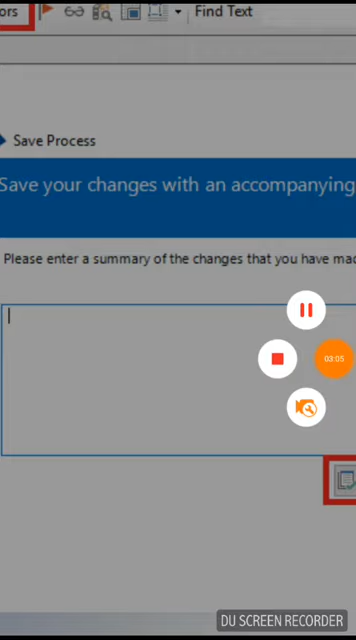 ors
Find Text
Save Process
Save your changes with an accompanying
Please enter a summary of the changes that you have mad
03:05
DU SCREEN RECORDER